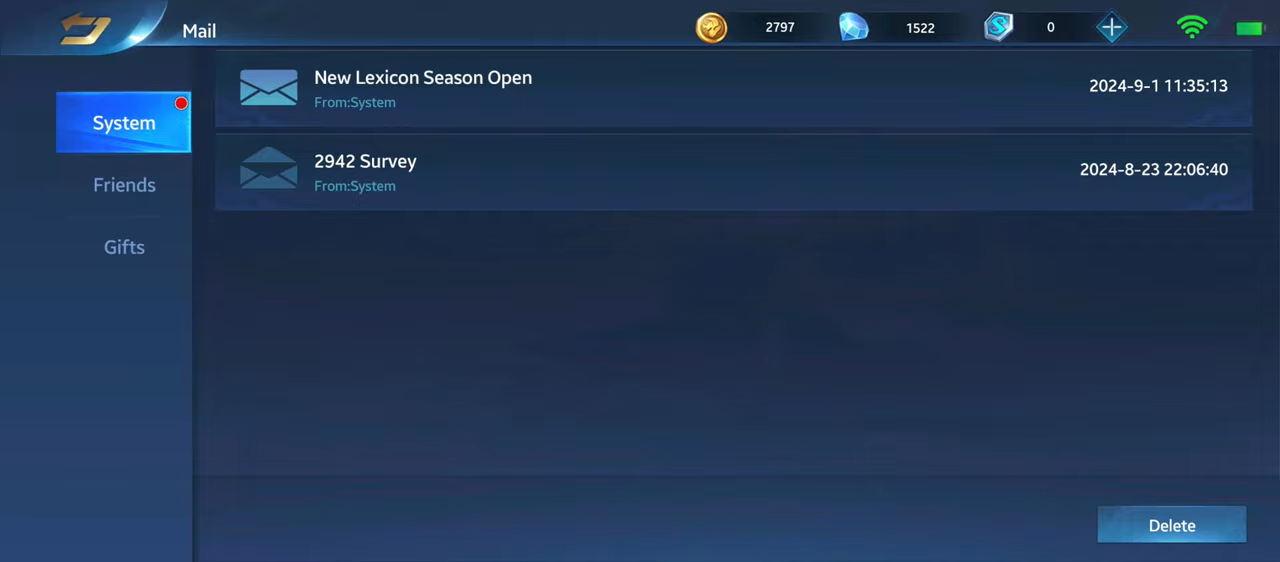 Mail
2797
1522
0
System
Friends
Gifts
New Lexicon Season Open
From:System
2024-9-1 11:35:13
2942 Survey
From:System
2024-8-23 22:06:40
Delete